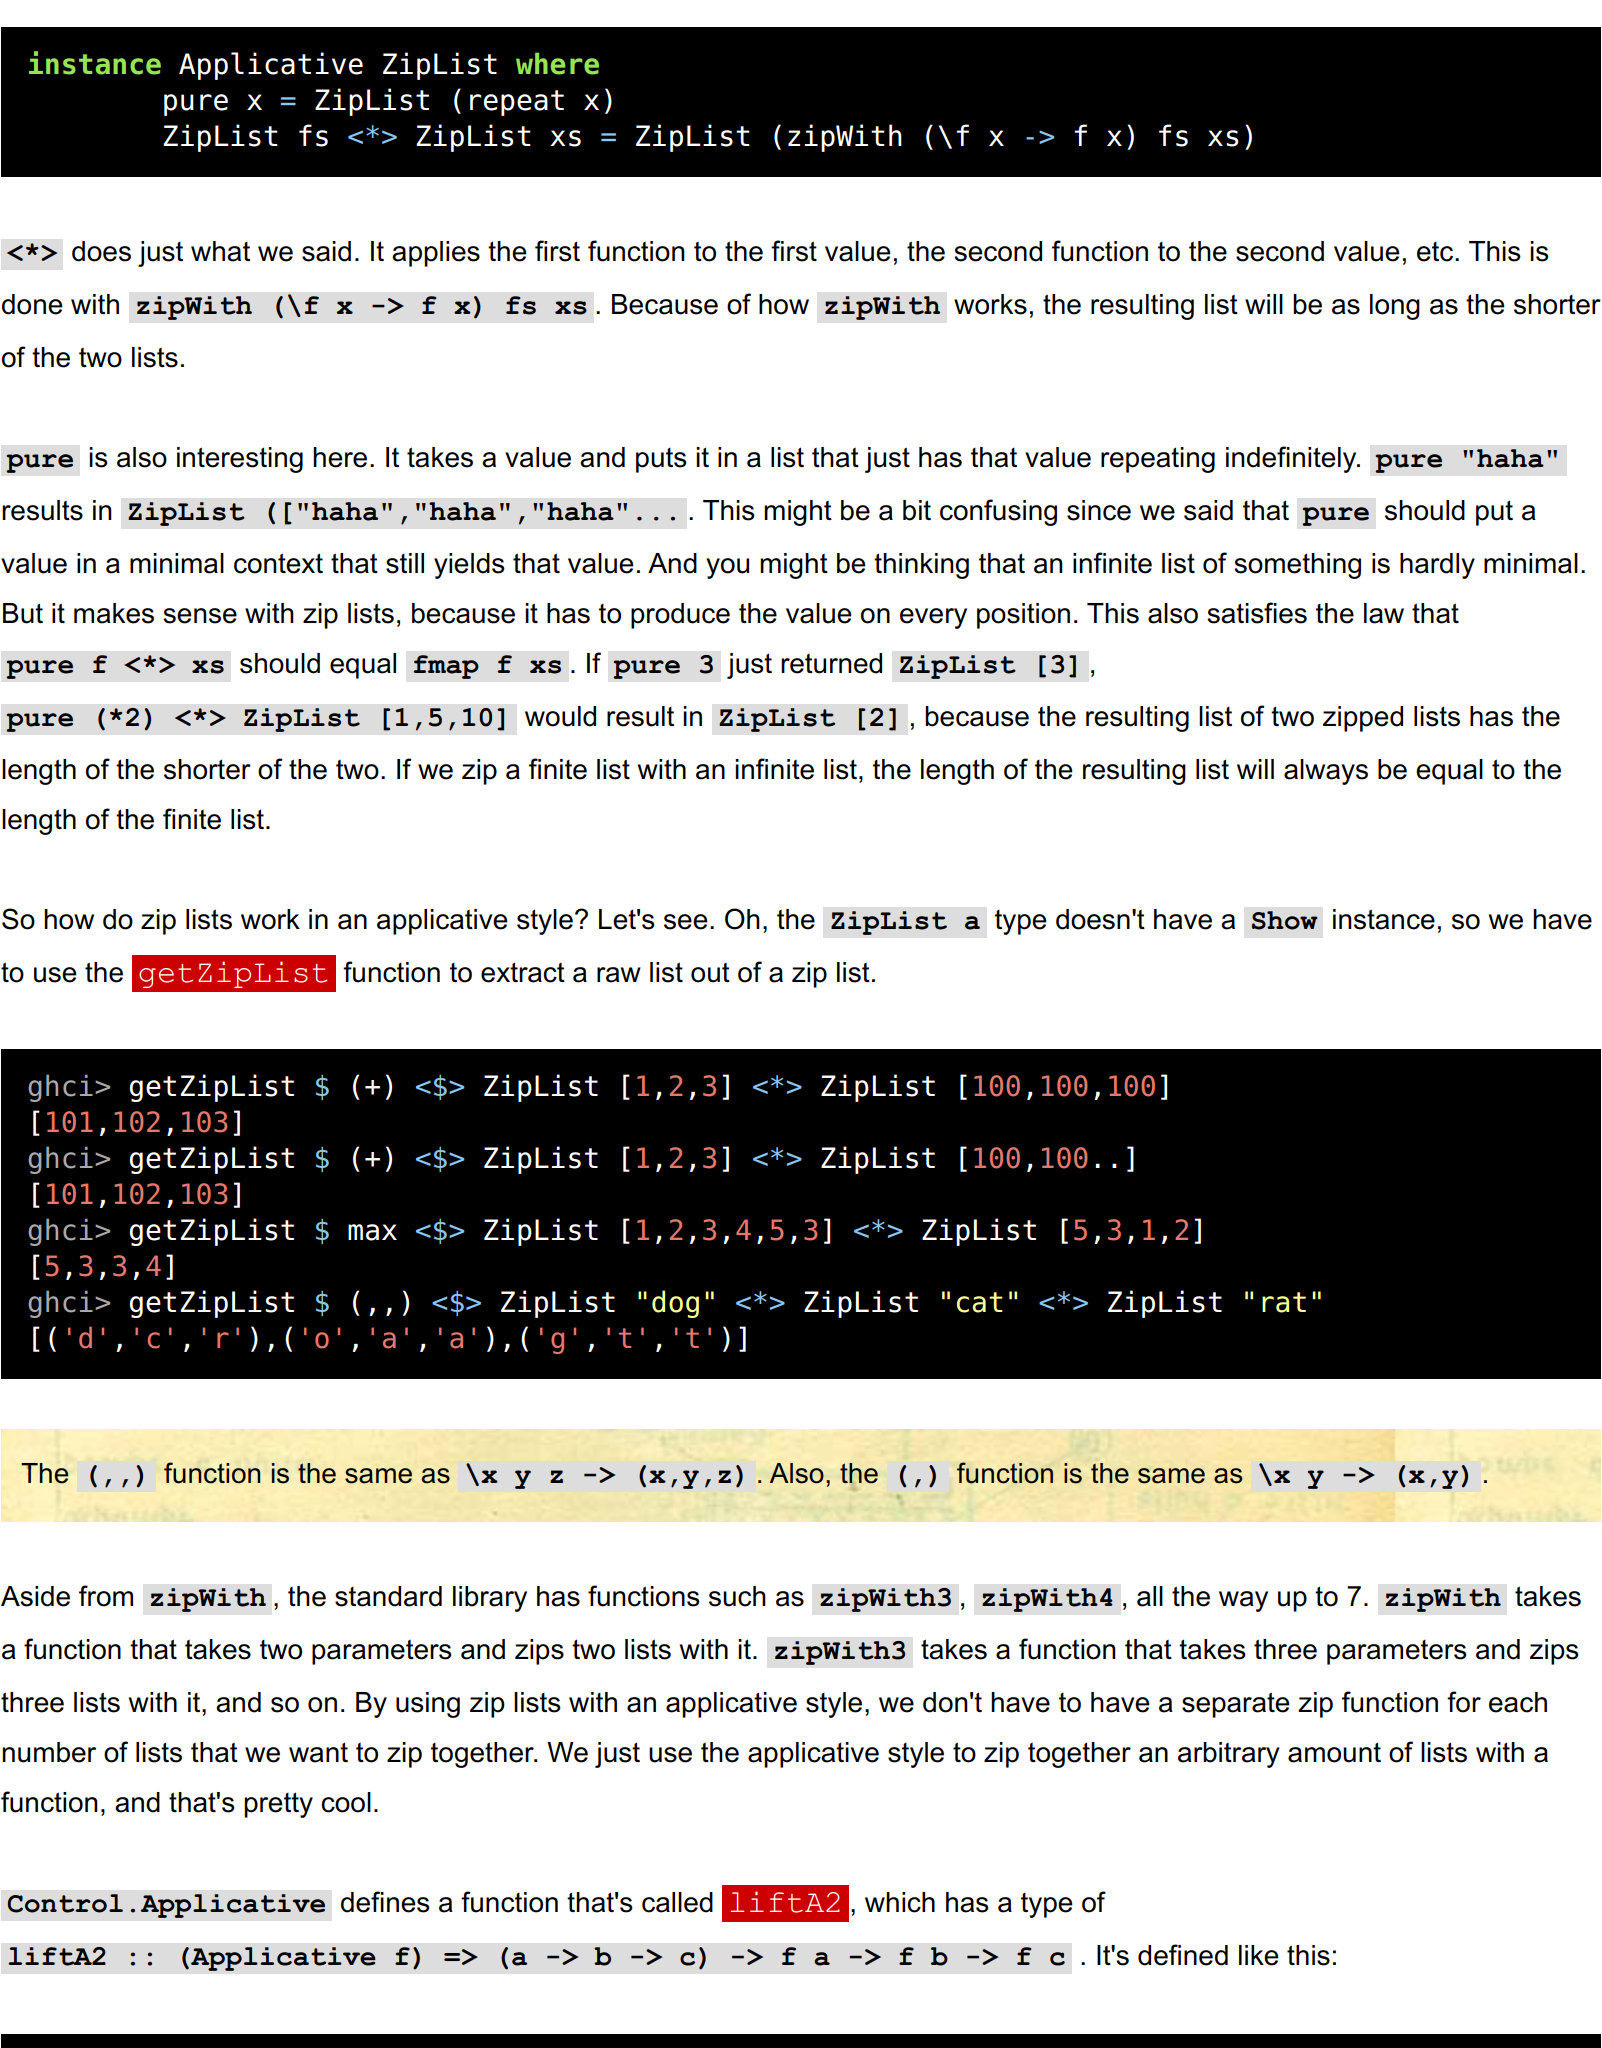 instance Applicative ZipList where
pure x = ZipList (repeat x)
ZipList fs <*> ZipList xs = ZipList (zipWith (\f x -> f x) fs xs)
<*> does just what we said. It applies the first function to the first value, the second function to the second value, etc. This is
done with zipWith (\f x -> f x) fs xs. Because of how zipWith works, the resulting list will be as long as the shorter
of the two lists.
pure is also interesting here. It takes a value and puts it in a list that just has that value repeating indefinitely. pure "haha"
results in ZipList (["haha","haha","haha".... This might be a bit confusing since we said that pure should put a
value in a minimal context that still yields that value. And you might be thinking that an infinite list of something is hardly minimal.
But it makes sense with zip lists, because it has to produce the value on every position. This also satisfies the law that
pure f <*> xs should equal fmap f xs. If pure 3 just returned ZipList [3],
pure (*2) <*> ZipList [1,5,10] would result in ZipList [2], because the resulting list of two zipped lists has the
length of the shorter of the two. If we zip a finite list with an infinite list, the length of the resulting list will always be equal to the
length of the finite list.
So how do zip lists work in an applicative style? Let's see. Oh, the ZipList a type doesn't have a Show instance, so we have
to use the getZipList function to extract a raw list out of a zip list.
ghci> getZipList $ (+) <$> ZipList [1,2,3] <*> ZipList [100,100,100]
[101,102,103]
ghci> getZipList $ (+) <$> ZipList [1,2,3] <*> ZipList [100,100..]
[101,102,103]
ghci> getZipList $ max <$> ZipList [1,2,3,4,5,3] <*> ZipList [5,3,1,2]
[5,3,3,4]
ghci> getZipList $ (,,) <$> ZipList "dog" <*> ZipList "cat" <*> ZipList "rat"
[('d','c','r'),('o','a','a'),('g','t','t')]
The (,,) function is the same as \x y z -> (x,y,z). Also, the (,) function is the same as \x y -> (x,y).
Aside from zipWith, the standard library has functions such as zipWith3, zipWith4, all the way up to 7. zipWith takes
a function that takes two parameters and zips two lists with it. zipWith3 takes a function that takes three parameters and zips
three lists with it, and so on. By using zip lists with an applicative style, we don't have to have a separate zip function for each
number of lists that we want to zip together. We just use the applicative style to zip together an arbitrary amount of lists with a
function, and that's pretty cool.
Control.Applicative defines a function that's called liftA2, which has a type of
liftA2 :: (Applicative f) => (a -> b -> c) -> f a -> f b -> f c . It's defined like this: